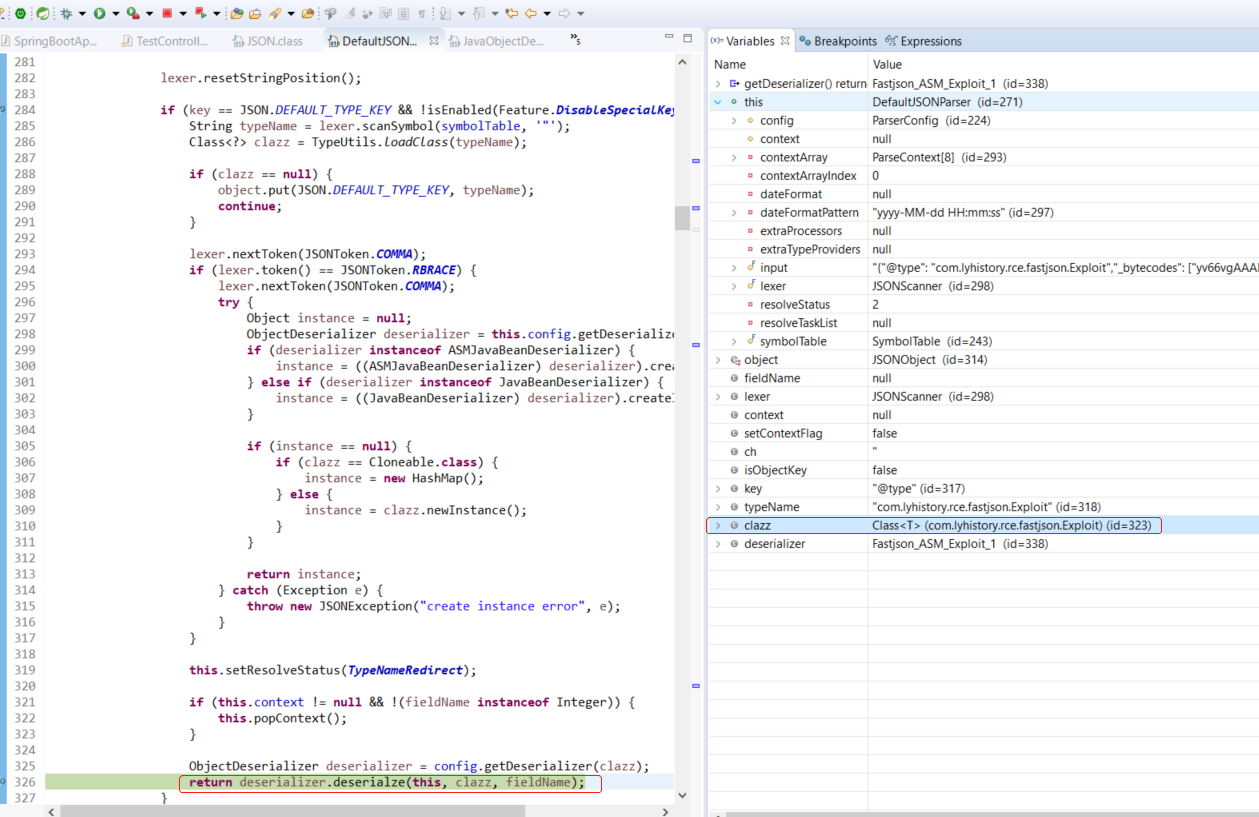 SpringBootAp...
TestControll...
JSON.class
DefaultJSON...
JavaObjectDe...
»5
281
282 lexer.resetStringPosition();
283
284 if (key == JSON.DEFAULT_TYPE_KEY && !isEnabled(Feature.DisableSpecialKey
285 String typeName = lexer.scanSymbol(symbolTable, '"');
286 Class<?> clazz = TypeUtils.loadClass(typeName);
287
288 if (clazz == null) {
289 object.put(JSON.DEFAULT_TYPE_KEY, typeName);
290 continue;
291 }
292
293 lexer.nextToken(JSONToken.COMMA);
294 if (lexer.token() == JSONToken.RBRACE) {
295 lexer.nextToken(JSONToken.COMMA);
296 try {
297 Object instance = null;
298 ObjectDeserializer deserializer = this.config.getDeserialize
299 if (deserializer instanceof ASMJavaBeanDeserializer) {
300 instance = ((ASMJavaBeanDeserializer) deserializer).crea
301 } else if (deserializer instanceof JavaBeanDeserializer) {
302 instance = ((JavaBeanDeserializer) deserializer).createI
303 }
304
305 if (instance == null) {
306 if (clazz == Cloneable.class) {
307 instance = new HashMap();
308 } else {
309 instance = clazz.newInstance();
310 }
311 }
312
313 return instance;
314 } catch (Exception e) {
315 throw new JSONException("create instance error", e);
316 }
317 }
318
319 this.setResolveStatus(TypeNameRedirect);
320
321 if (this.context != null && !(fieldName instanceof Integer)) {
322 this.popContext();
323 }
324
325 ObjectDeserializer deserializer = config.getDeserializer(clazz);
326 return deserializer.deserialze(this, clazz, fieldName);
327 }
(x)= Variables
Breakpoints
Expressions
Name Value
getDeserializer() return Fastjson_ASM_Exploit_1 (id=338)
this DefaultJSONParser (id=271)
config ParserConfig (id=224)
context null
contextArray ParseContext[8] (id=293)
contextArrayIndex 0
dateFormat null
dateFormatPattern "yyyy-MM-dd HH:mm:ss" (id=297)
extraProcessors null
extraTypeProviders null
input "{"@type": "com.lyhistory.rce.fastjson.Exploit","_bytecodes": ["yv66vgAAA
lexer JSONScanner (id=298)
resolveStatus 2
resolveTaskList null
symbolTable SymbolTable (id=243)
object JSONObject (id=314)
fieldName null
lexer JSONScanner (id=298)
context null
setContextFlag false
ch "
isObjectKey false
key "@type" (id=317)
typeName "com.lyhistory.rce.fastjson.Exploit" (id=318)
clazz Class<T> (com.lyhistory.rce.fastjson.Exploit) (id=323)
deserializer Fastjson_ASM_Exploit_1 (id=338)